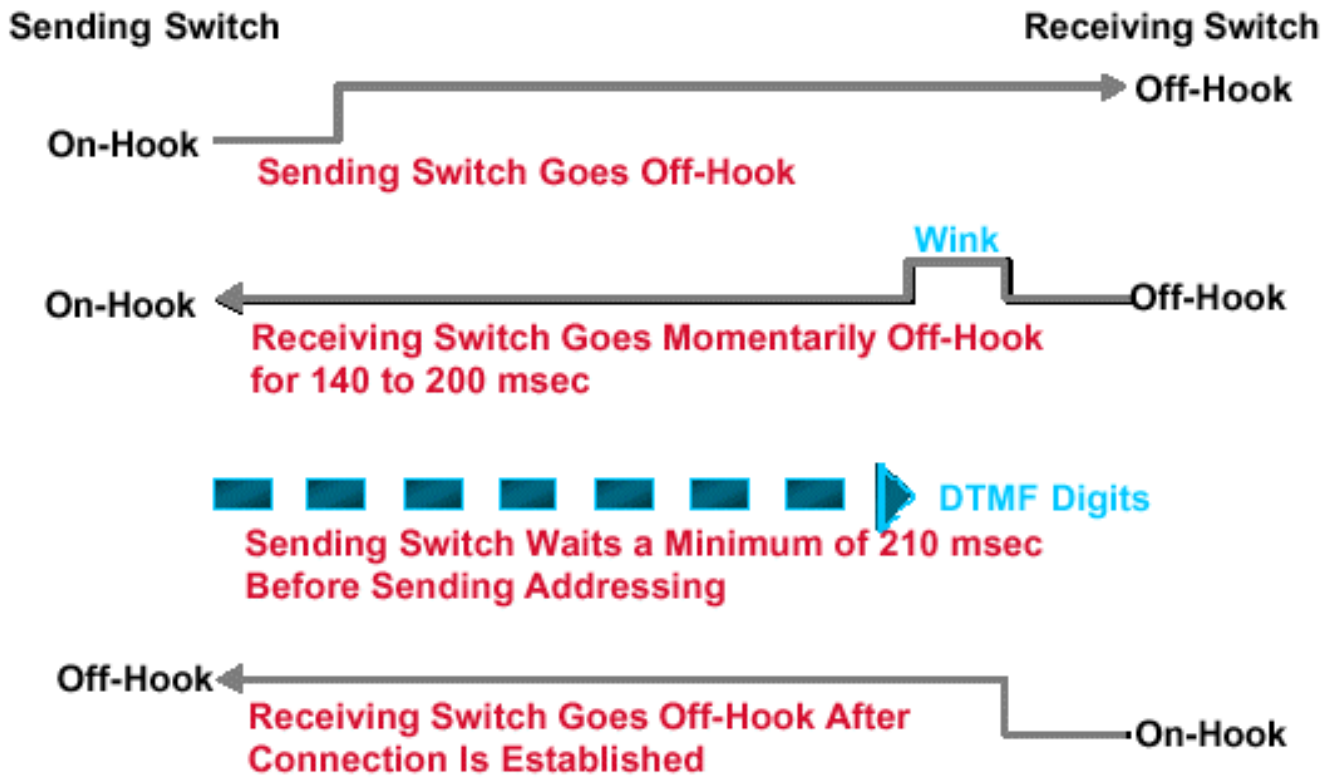 Sending Switch
Receiving Switch
Off-Hook
On-Hook
Sending Switch Goes Off-Hook
Wink
On-Hook
Off-Hook
Receiving Switch Goes Momentarily Off-Hook
for 140 to 200 msec
DTMF Digits
Sending Switch Waits a Minimum of 210 msec
Before Sending Addressing
Off-Hook
Receiving Switch Goes Off-Hook After
Connection Is Established
On-Hook